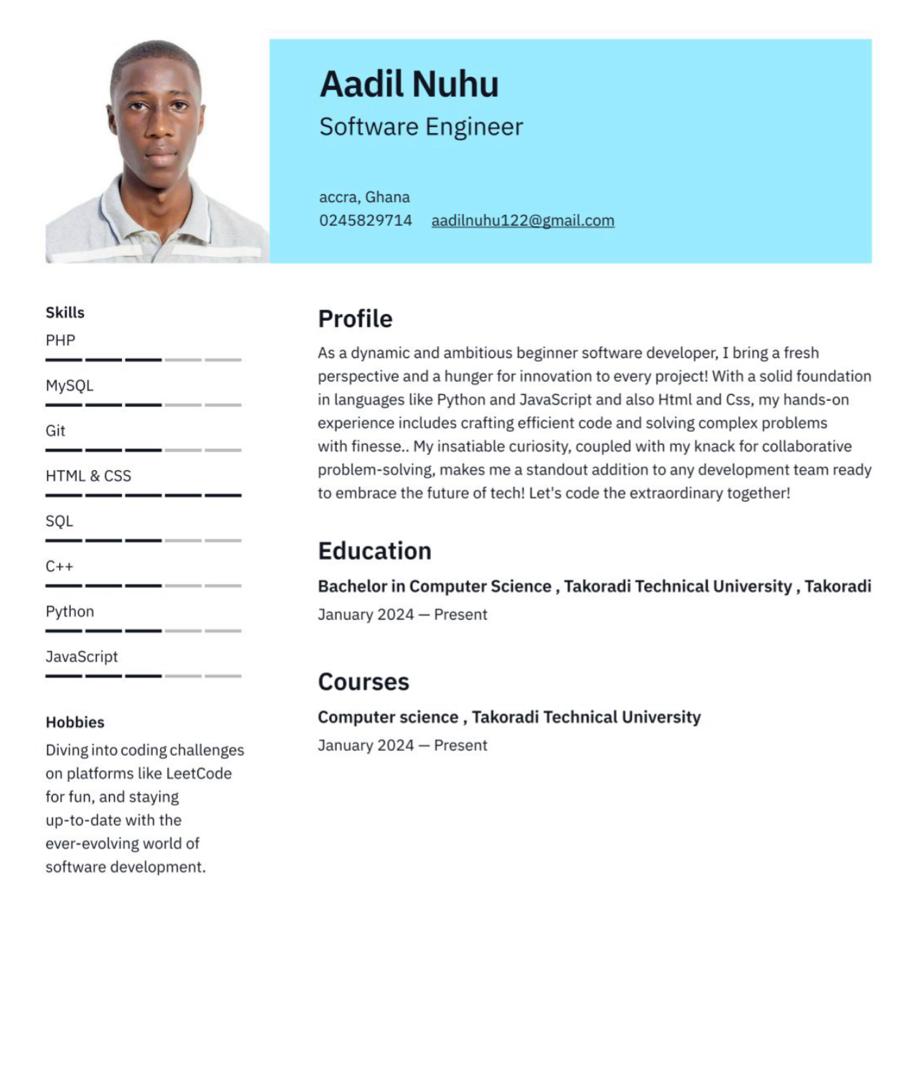 Aadil Nuhu
Software Engineer
accra, Ghana
0245829714 aadilnuhu122@gmail.com
Skills
PHP
MySQL
Git
HTML & CSS
SQL
C++
Python
JavaScript
Hobbies
Diving into coding challenges
on platforms like LeetCode
for fun, and staying
up-to-date with the
ever-evolving world of
software development.
Profile
As a dynamic and ambitious beginner software developer, I bring a fresh
perspective and a hunger for innovation to every project! With a solid foundation
in languages like Python and JavaScript and also Html and Css, my hands-on
experience includes crafting efficient code and solving complex problems
with finesse.. My insatiable curiosity, coupled with my knack for collaborative
problem-solving, makes me a standout addition to any development team ready
to embrace the future of tech! Let's code the extraordinary together!
Education
Bachelor in Computer Science , Takoradi Technical University , Takoradi
January 2024 — Present
Courses
Computer science , Takoradi Technical University
January 2024 — Present